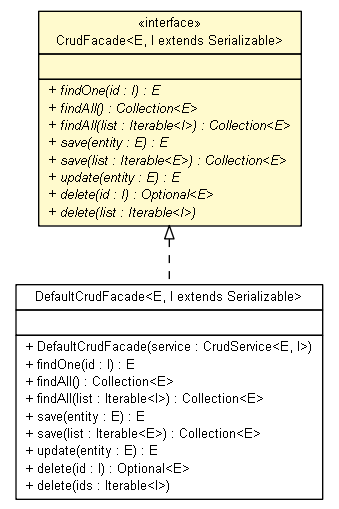 «interface»
CrudFacade<E, I extends Serializable>
+ findOne(id : I) : E
+ findAll() : Collection<E>
+ findAll(list : Iterable<I>) : Collection<E>
+ save(entity : E) : E
+ save(list : Iterable<E>) : Collection<E>
+ update(entity : E) : E
+ delete(id : I) : Optional<E>
+ delete(list : Iterable<I>)
DefaultCrudFacade<E, I extends Serializable>
+ DefaultCrudFacade(service : CrudService<E, I>)
+ findOne(id : I) : E
+ findAll() : Collection<E>
+ findAll(list : Iterable<I>) : Collection<E>
+ save(entity : E) : E
+ save(list : Iterable<E>) : Collection<E>
+ update(entity : E) : E
+ delete(id : I) : Optional<E>
+ delete(ids : Iterable<I>)